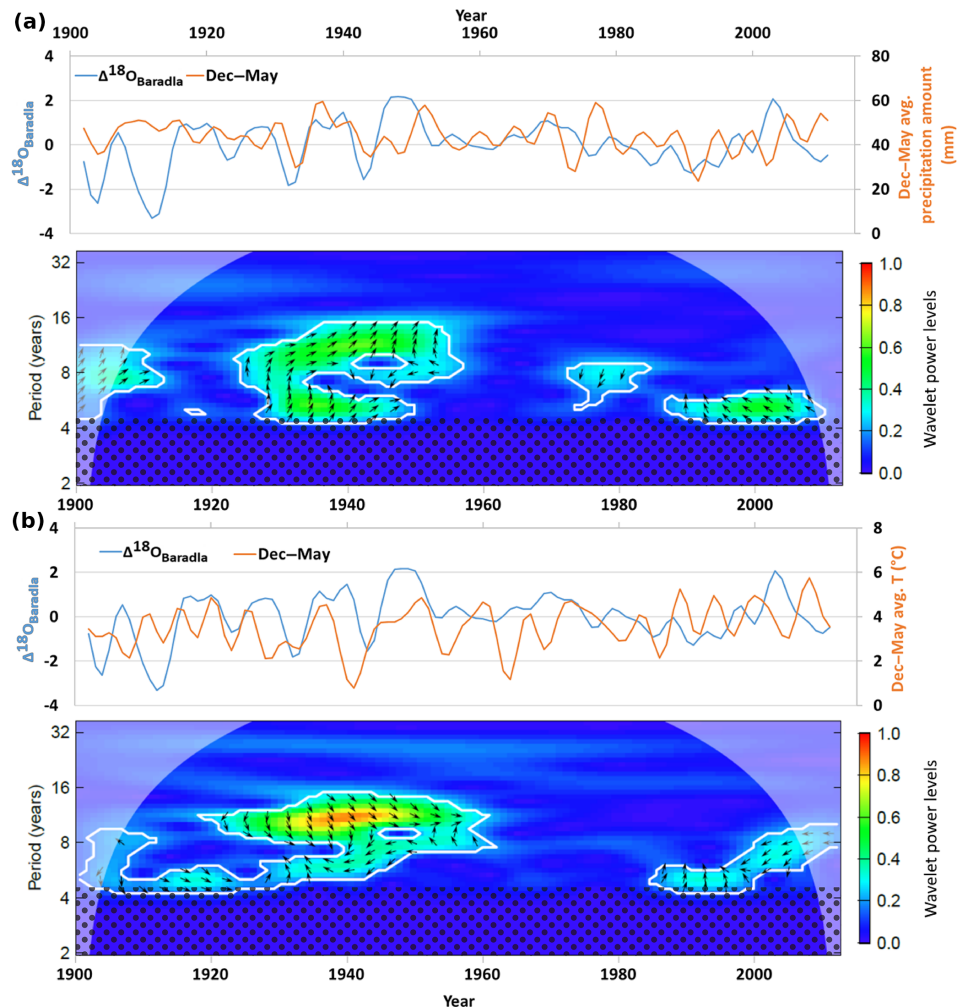 (a)
Year
1900 1920 1940 1960 1980 2000
4 80
Δ18OBaradla Dec–May
2 60
0 40
-2 20
-4 0
Δ18OBaradla
Dec–May avg.
precipitation amount
(mm)
32
16
8
4
2
Period (years)
1900 1920 1940 1960 1980 2000
1.0
0.8
0.6
0.4
0.2
0.0
Wavelet power levels
(b)
4 8
Δ18OBaradla Dec–May
2 6
0 4
-2 2
-4 0
Δ18OBaradla
Dec–May avg. T (°C)
32
16
8
4
2
Period (years)
1900 1920 1940 1960 1980 2000
Year
1.0
0.8
0.6
0.4
0.2
0.0
Wavelet power levels